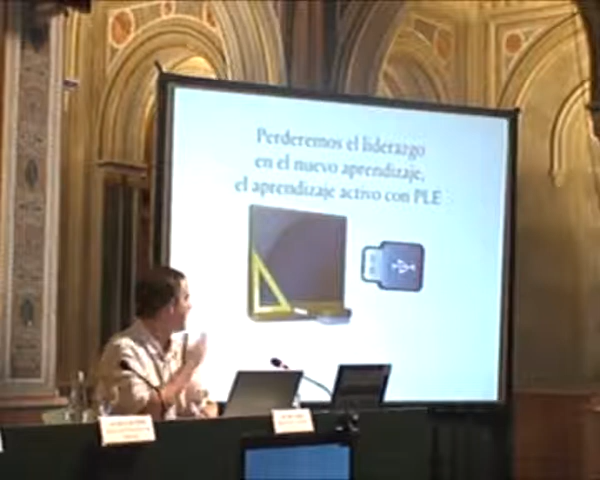 Perderemos el liderazgo
en el nuevo aprendizaje,
el aprendizaje activo con PLE